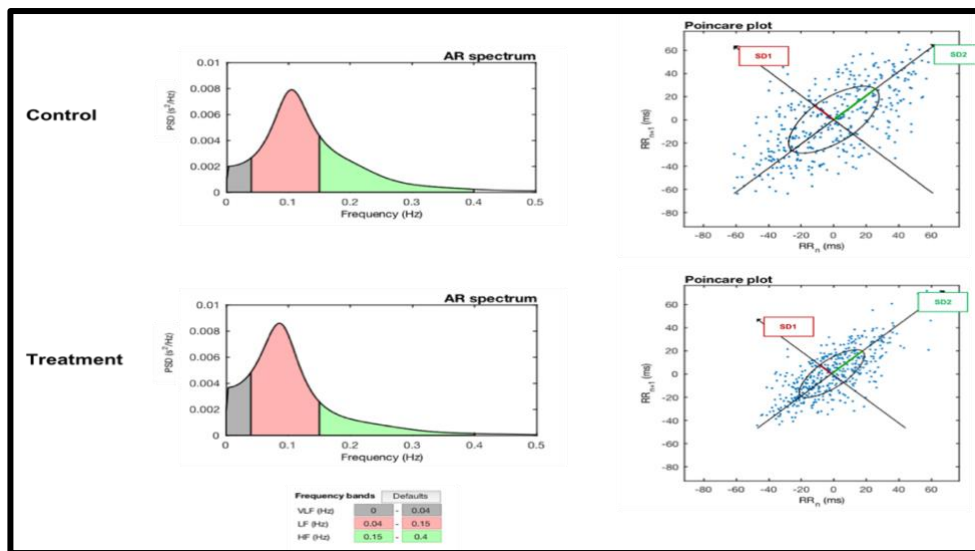 Control
AR spectrum
PSD (s²/Hz)
0.01
0.008
0.006
0.004
0.002
0
0 0.1 0.2 0.3 0.4 0.5
Frequency (Hz)
Poincare plot
SD1
SD2
RRₙ₊₁ (ms)
60
40
20
0
-20
-40
-60
-80
-80 -60 -40 -20 0 20 40 60
RRₙ (ms)
Treatment
AR spectrum
PSD (s²/Hz)
0.01
0.008
0.006
0.004
0.002
0
0 0.1 0.2 0.3 0.4 0.5
Frequency (Hz)
Poincare plot
SD1
SD2
RRₙ₊₁ (ms)
60
40
20
0
-20
-40
-60
-80
-80 -60 -40 -20 0 20 40 60
RRₙ (ms)
Frequency bands Defaults
VLF (Hz) 0 - 0.04
LF (Hz) 0.04 - 0.15
HF (Hz) 0.15 - 0.4